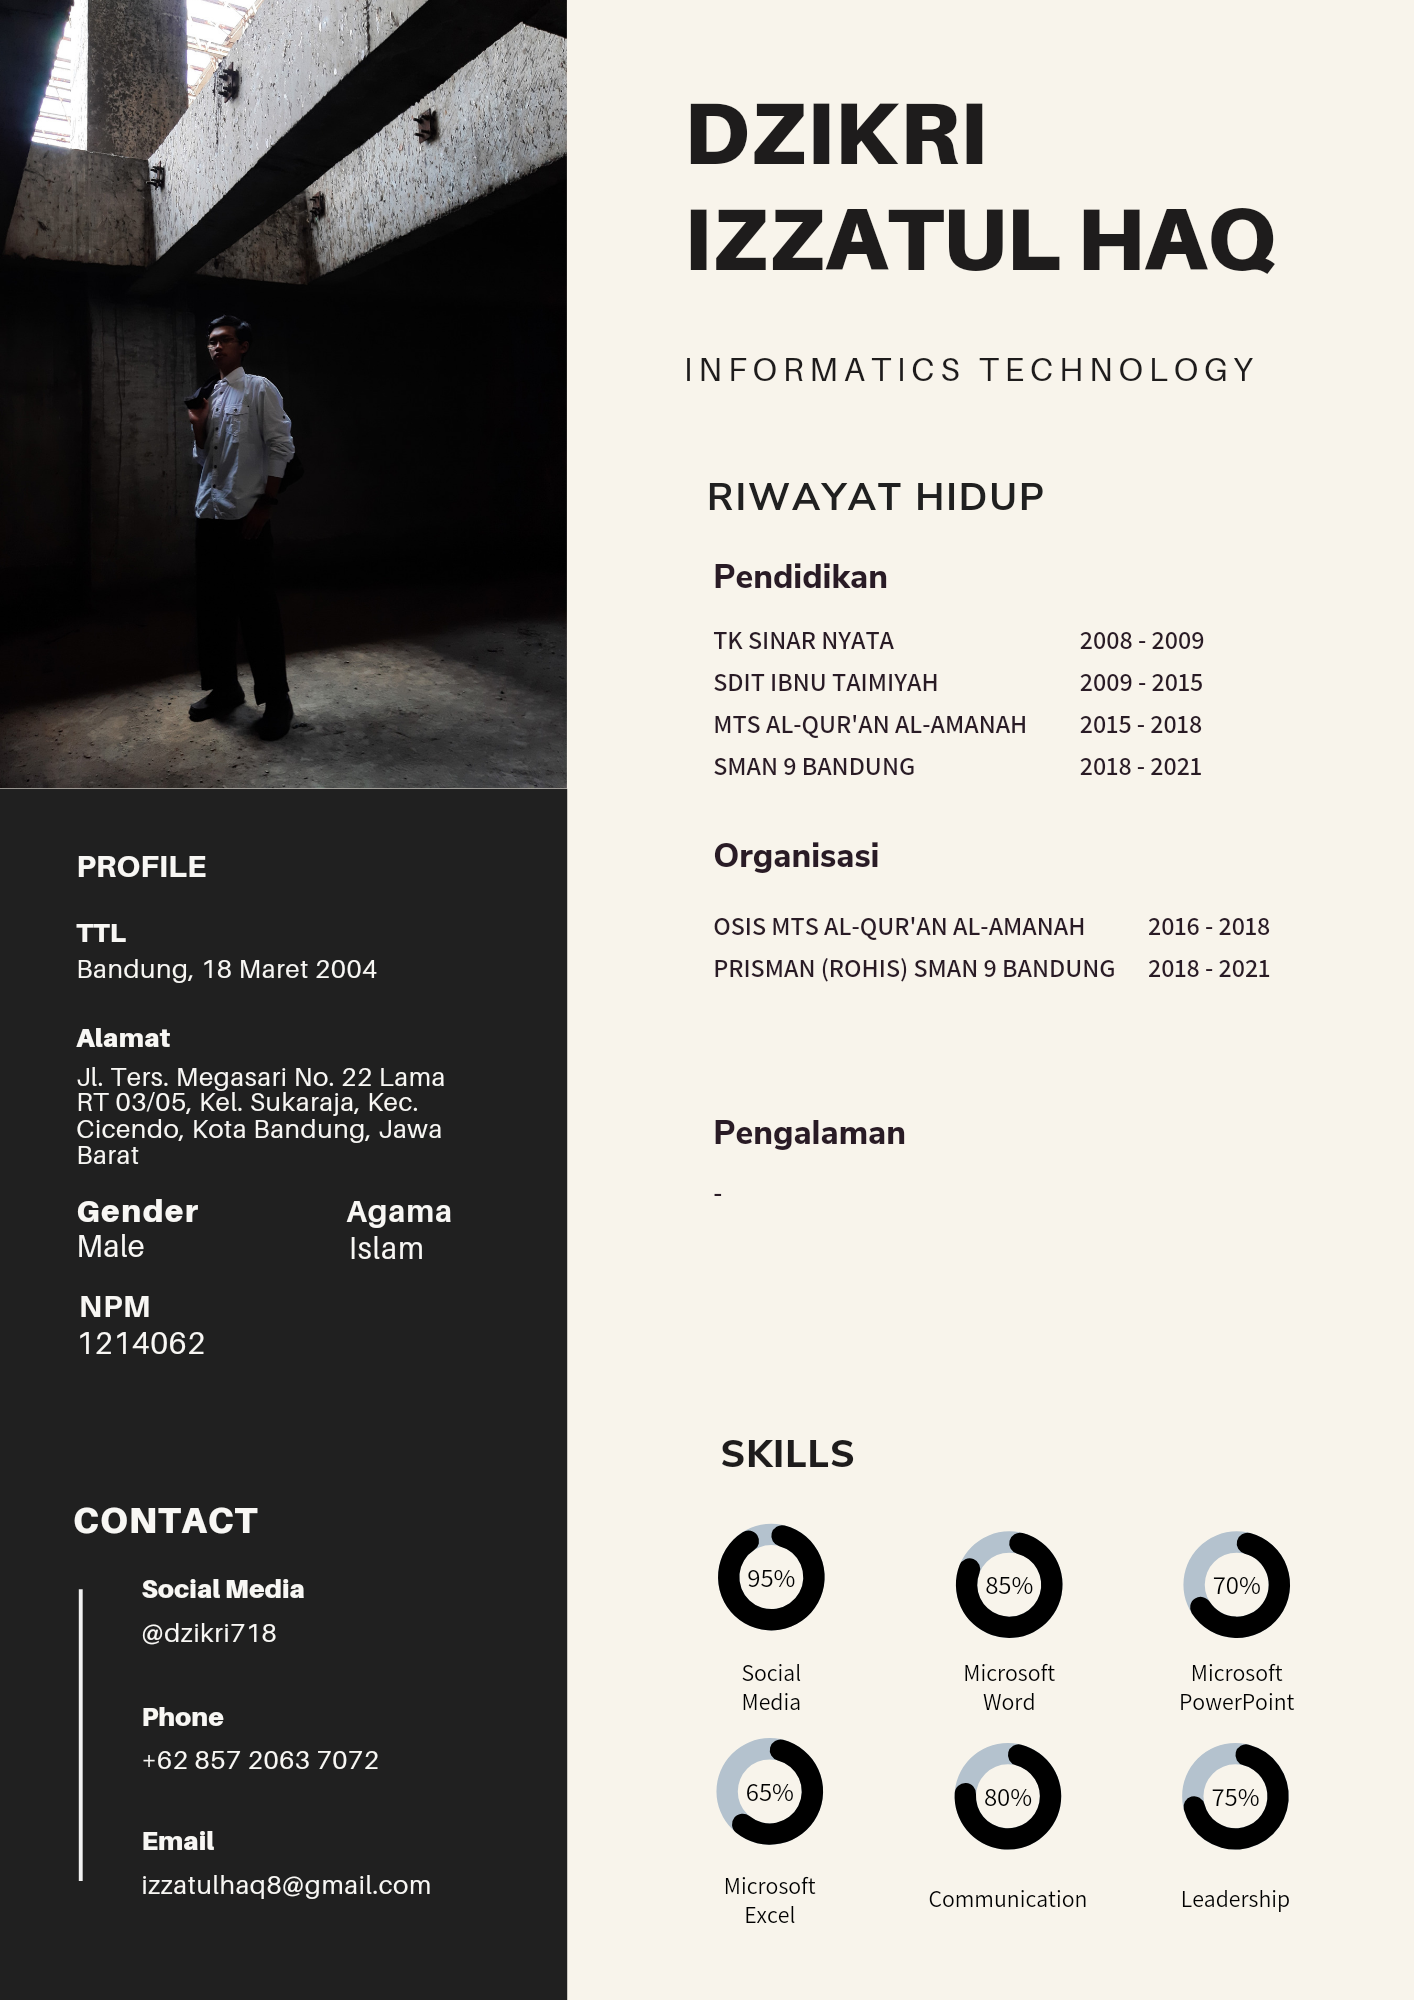 DZIKRI
IZZATUL HAQ
INFORMATICS TECHNOLOGY
RIWAYAT HIDUP
Pendidikan
TK SINAR NYATA 2008 - 2009
SDIT IBNU TAIMIYAH 2009 - 2015
MTS AL-QUR'AN AL-AMANAH 2015 - 2018
SMAN 9 BANDUNG 2018 - 2021
Organisasi
OSIS MTS AL-QUR'AN AL-AMANAH 2016 - 2018
PRISMAN (ROHIS) SMAN 9 BANDUNG 2018 - 2021
Pengalaman
-
SKILLS
95% 85% 70%
Social Microsoft Microsoft
Media Word PowerPoint
65% 80% 75%
Microsoft
Excel
Communication Leadership
PROFILE
TTL
Bandung, 18 Maret 2004
Alamat
Jl. Ters. Megasari No. 22 Lama
RT 03/05, Kel. Sukaraja, Kec.
Cicendo, Kota Bandung, Jawa
Barat
Gender Agama
Male Islam
NPM
1214062
CONTACT
Social Media
@dzikri718
Phone
+62 857 2063 7072
Email
izzatulhaq8@gmail.com